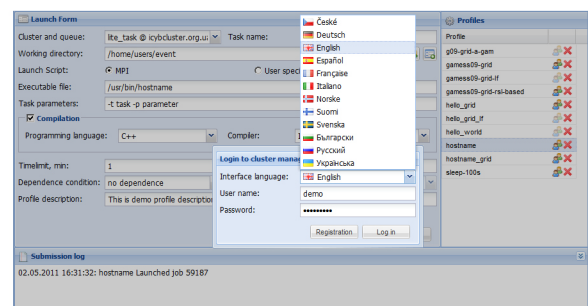 Launch Form
Cluster and queue:
lite_task @ icybcluster.org.ua
Task name:
Working directory:
/home/users/event
Launch Script:
MPI
User spec
Executable file:
/usr/bin/hostname
Task parameters:
-t task -p parameter
Compilation
Programming language:
C++
Compiler:
Timelimit, min:
1
Dependence condition:
no dependence
Profile description:
This is demo profile description
České
Deutsch
English
Español
Française
Italiano
Norske
Suomi
Svenska
Български
Русский
Українська
Login to cluster manag
Interface language:
English
User name:
demo
Password:
•••••••••
Registration
Log in
Profiles
Profile
g09-grid-a-gam
gamess09-grid
gamess09-grid-lf
gamess09-grid-rsl-based
hello_grid
hello_grid_lf
hello_world
hostname
hostname_grid
sleep-100s
Submission log
02.05.2011 16:31:32: hostname Launched job 59187